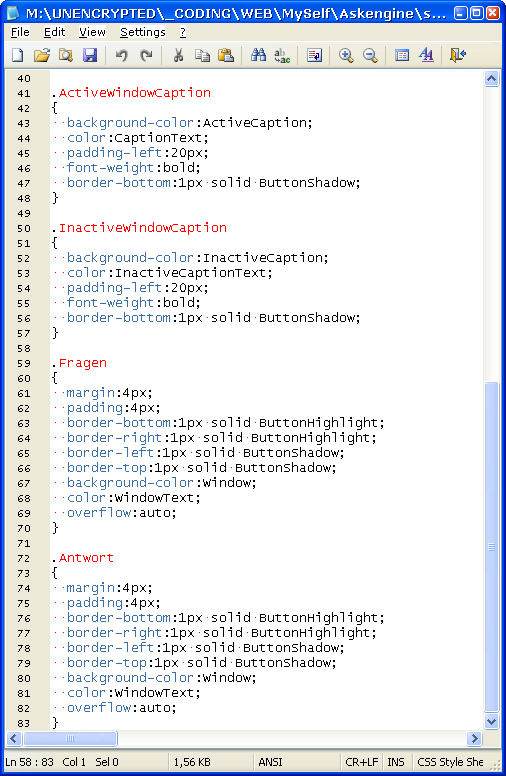 M:\UNENCRYPTED\_CODING\WEB\MySelf\Askengine\s...
File Edit View Settings ?
40
41 .ActiveWindowCaption
42 {
43 ··background-color:ActiveCaption;
44 ··color:CaptionText;
45 ··padding-left:20px;
46 ··font-weight:bold;
47 ··border-bottom:1px·solid·ButtonShadow;
48 }
49
50 .InactiveWindowCaption
51 {
52 ··background-color:InactiveCaption;
53 ··color:InactiveCaptionText;
54 ··padding-left:20px;
55 ··font-weight:bold;
56 ··border-bottom:1px·solid·ButtonShadow;
57 }
58
59 .Fragen
60 {
61 ··margin:4px;
62 ··padding:4px;
63 ··border-bottom:1px·solid·ButtonHighlight;
64 ··border-right:1px·solid·ButtonHighlight;
65 ··border-left:1px·solid·ButtonShadow;
66 ··border-top:1px·solid·ButtonShadow;
67 ··background-color:Window;
68 ··color:WindowText;
69 ··overflow:auto;
70 }
71
72 .Antwort
73 {
74 ··margin:4px;
75 ··padding:4px;
76 ··border-bottom:1px·solid·ButtonHighlight;
77 ··border-right:1px·solid·ButtonHighlight;
78 ··border-left:1px·solid·ButtonShadow;
79 ··border-top:1px·solid·ButtonShadow;
80 ··background-color:Window;
81 ··color:WindowText;
82 ··overflow:auto;
83 }
Ln 58 : 83 Col 1 Sel 0 1,56 KB ANSI CR+LF INS CSS Style She